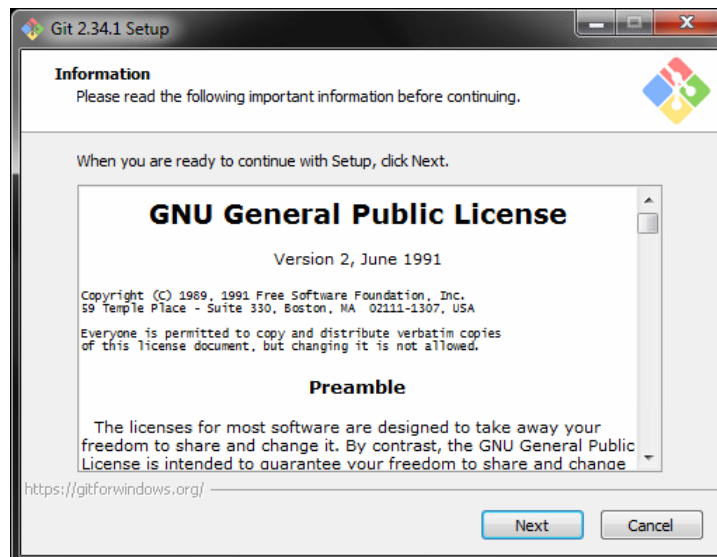 Git 2.34.1 Setup
Information
Please read the following important information before continuing.
When you are ready to continue with Setup, click Next.
GNU General Public License
Version 2, June 1991
Copyright (C) 1989, 1991 Free Software Foundation, Inc.
59 Temple Place - Suite 330, Boston, MA  02111-1307, USA
Everyone is permitted to copy and distribute verbatim copies
of this license document, but changing it is not allowed.
Preamble
The licenses for most software are designed to take away your
freedom to share and change it. By contrast, the GNU General Public
License is intended to guarantee your freedom to share and change
https://gitforwindows.org/
Next
Cancel